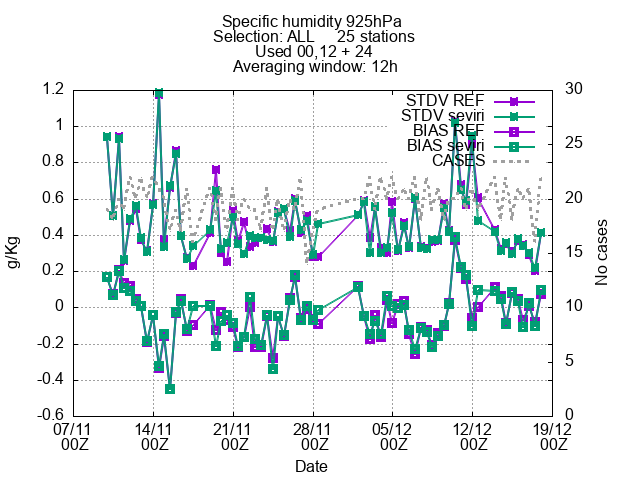 Specific humidity 925hPa
Selection: ALL 25 stations
Used 00,12 + 24
Averaging window: 12h
STDV REF
STDV seviri
BIAS REF
BIAS seviri
CASES
1.2
1
0.8
0.6
0.4
0.2
0
-0.2
-0.4
-0.6
g/Kg
30
25
20
15
10
5
0
No cases
07/11 14/11 21/11 28/11 05/12 12/12 19/12
00Z 00Z 00Z 00Z 00Z 00Z 00Z
Date